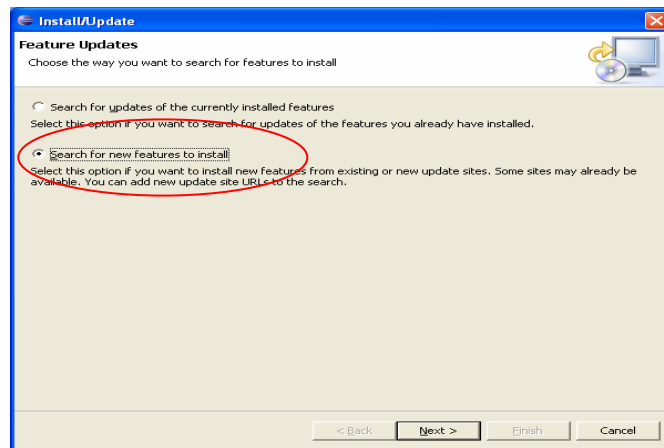 Install/Update
Feature Updates
Choose the way you want to search for features to install
Search for updates of the currently installed features
Select this option if you want to search for updates of the features you already have installed.
Search for new features to install
Select this option if you want to install new features from existing or new update sites. Some sites may already be
available. You can add new update site URLs to the search.
< Back Next > Finish Cancel